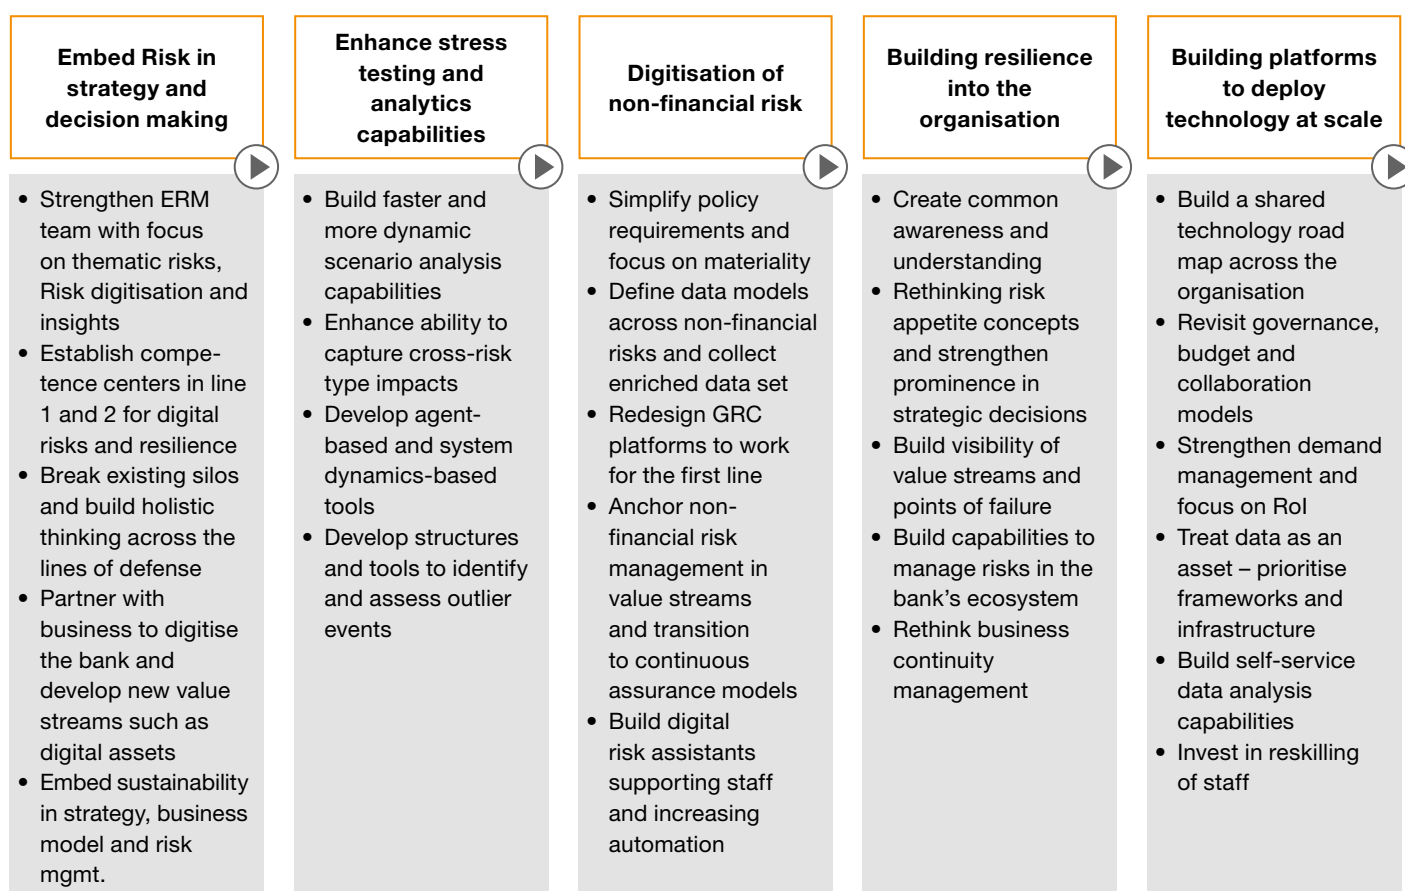 Embed Risk in
strategy and
decision making
• Strengthen ERM
team with focus
on thematic risks,
Risk digitisation and
insights
• Establish compe-
tence centers in line
1 and 2 for digital
risks and resilience
• Break existing silos
and build holistic
thinking across the
lines of defense
• Partner with
business to digitise
the bank and
develop new value
streams such as
digital assets
• Embed sustainability
in strategy, business
model and risk
mgmt.
Enhance stress
testing and
analytics
capabilities
• Build faster and
more dynamic
scenario analysis
capabilities
• Enhance ability to
capture cross-risk
type impacts
• Develop agent-
based and system
dynamics-based
tools
• Develop structures
and tools to identify
and assess outlier
events
Digitisation of
non-financial risk
• Simplify policy
requirements and
focus on materiality
• Define data models
across non-financial
risks and collect
enriched data set
• Redesign GRC
platforms to work
for the first line
• Anchor non-
financial risk
management in
value streams
and transition
to continuous
assurance models
• Build digital
risk assistants
supporting staff
and increasing
automation
Building resilience
into the
organisation
• Create common
awareness and
understanding
• Rethinking risk
appetite concepts
and strengthen
prominence in
strategic decisions
• Build visibility of
value streams and
points of failure
• Build capabilities to
manage risks in the
bank’s ecosystem
• Rethink business
continuity
management
Building platforms
to deploy
technology at scale
• Build a shared
technology road
map across the
organisation
• Revisit governance,
budget and
collaboration
models
• Strengthen demand
management and
focus on RoI
• Treat data as an
asset – prioritise
frameworks and
infrastructure
• Build self-service
data analysis
capabilities
• Invest in reskilling
of staff